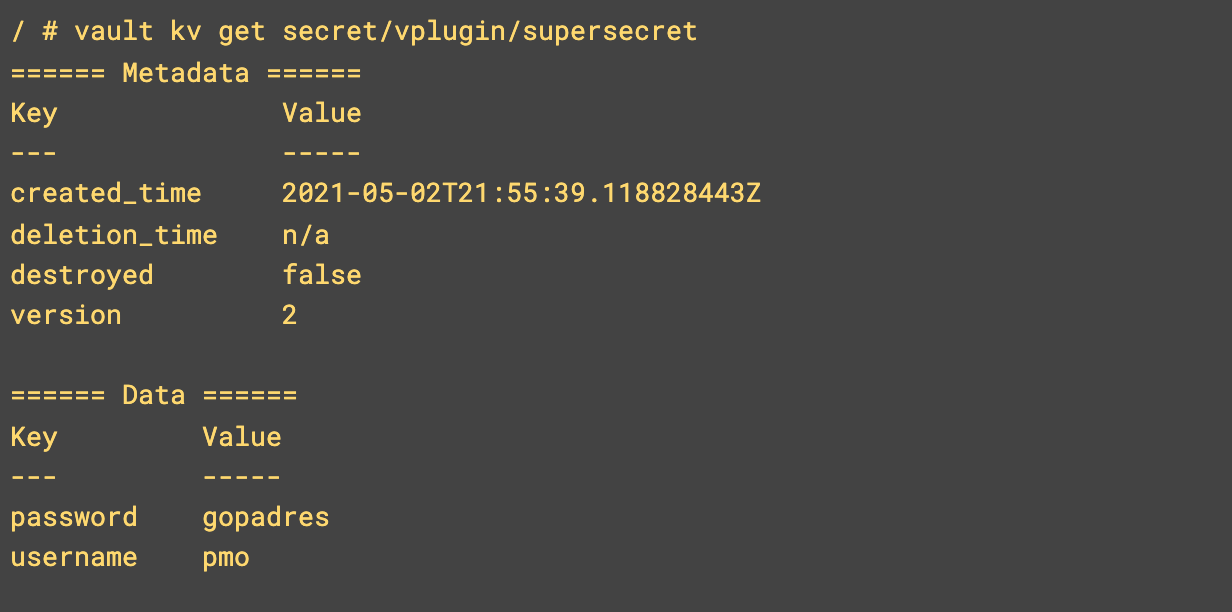 / # vault kv get secret/vplugin/supersecret
====== Metadata ======
Key              Value
---              -----
created_time     2021-05-02T21:55:39.118828443Z
deletion_time    n/a
destroyed        false
version          2

====== Data ======
Key         Value
---         -----
password    gopadres
username    pmo